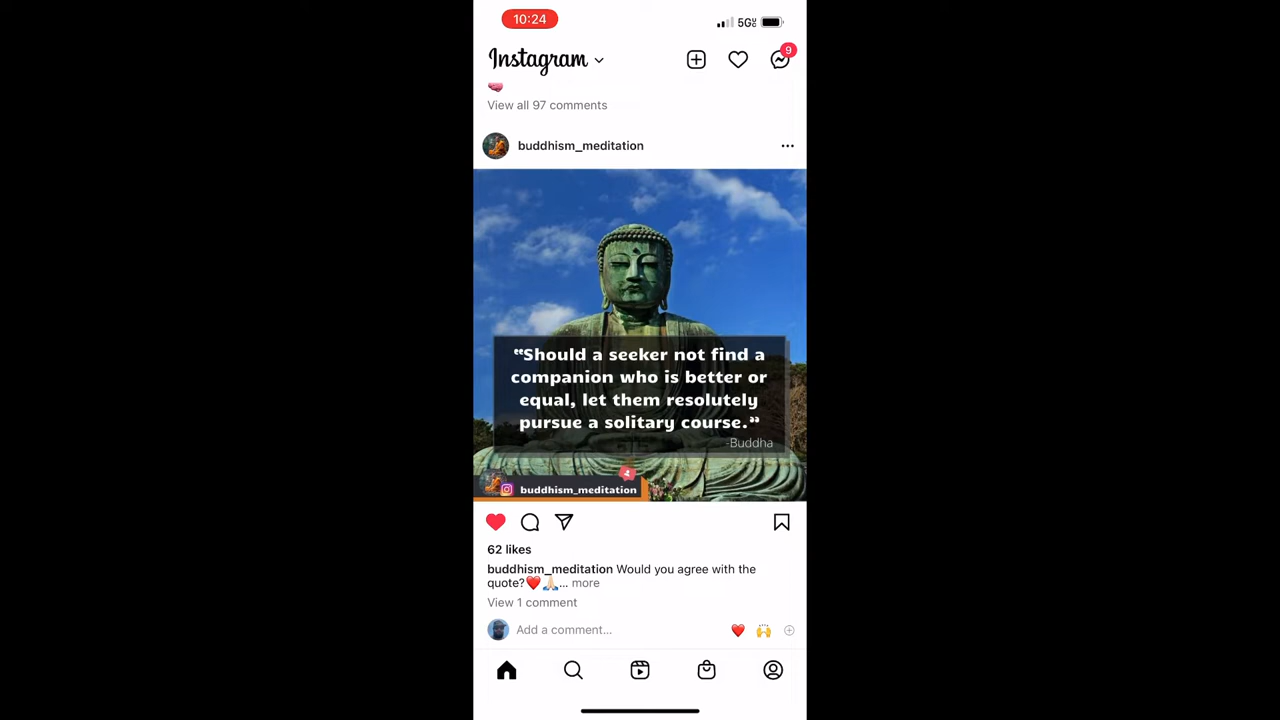 10:24
5G
Instagram
9
View all 97 comments
buddhism_meditation
"Should a seeker not find a
companion who is better or
equal, let them resolutely
pursue a solitary course."
-Buddha
buddhism_meditation
62 likes
buddhism_meditation Would you agree with the
quote?❤️🙏🏻... more
View 1 comment
Add a comment...